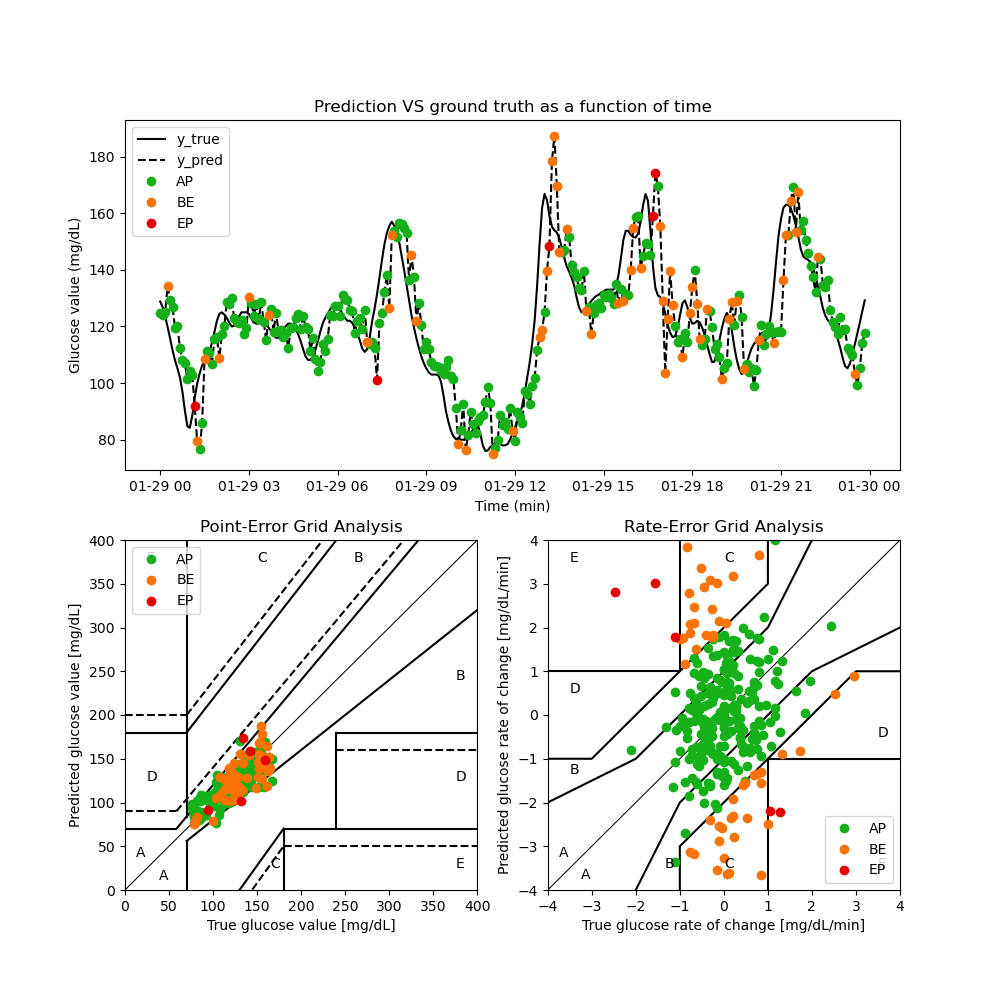 Prediction VS ground truth as a function of time
Glucose value (mg/dL)
180
160
140
120
100
80
y_true
y_pred
AP
BE
EP
01-29 00 01-29 03 01-29 06 01-29 09 01-29 12 01-29 15 01-29 18 01-29 21 01-30 00
Time (min)
Point-Error Grid Analysis
Predicted glucose value [mg/dL]
400
350
300
250
200
150
100
50
0
AP
BE
EP
C
B
B
D
D
A
A
C
E
0 50 100 150 200 250 300 350 400
True glucose value [mg/dL]
Rate-Error Grid Analysis
Predicted glucose rate of change [mg/dL/min]
4
3
2
1
0
−1
−2
−3
−4
E
C
D
D
B
A
A
B
C
AP
BE
EP
−4 −3 −2 −1 0 1 2 3 4
True glucose rate of change [mg/dL/min]